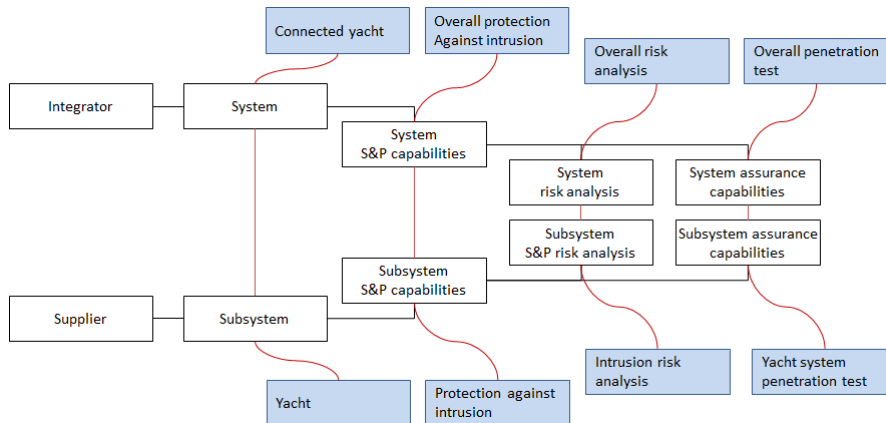 Connected yacht
Overall protection
Against intrusion
Overall risk
analysis
Overall penetration
test
Integrator
System
System
S&P capabilities
System
risk analysis
System assurance
capabilities
Subsystem
S&P risk analysis
Subsystem assurance
capabilities
Subsystem
S&P capabilities
Supplier
Subsystem
Yacht
Protection against
intrusion
Intrusion risk
analysis
Yacht system
penetration test